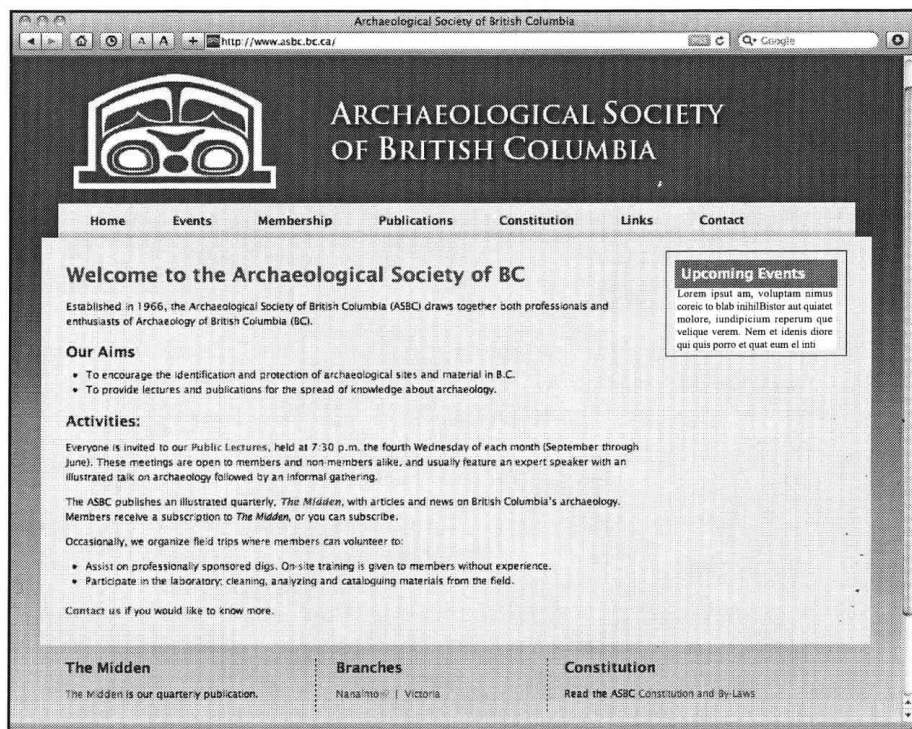 Archaeological Society of British Columbia
A A + http://www.asbc.bc.ca/ RSS Google
ARCHAEOLOGICAL SOCIETY
OF BRITISH COLUMBIA
Home Events Membership Publications Constitution Links Contact
Welcome to the Archaeological Society of BC
Established in 1966, the Archaeological Society of British Columbia (ASBC) draws together both professionals and
enthusiasts of Archaeology of British Columbia (BC).
Our Aims
• To encourage the identification and protection of archaeological sites and material in B.C.
• To provide lectures and publications for the spread of knowledge about archaeology.
Activities:
Everyone is invited to our Public Lectures, held at 7:30 p.m. the fourth Wednesday of each month (September through
June). These meetings are open to members and non-members alike, and usually feature an expert speaker with an
illustrated talk on archaeology followed by an informal gathering.
The ASBC publishes an illustrated quarterly, The Midden, with articles and news on British Columbia's archaeology.
Members receive a subscription to The Midden, or you can subscribe.
Occasionally, we organize field trips where members can volunteer to:
• Assist on professionally sponsored digs. On-site training is given to members without experience.
• Participate in the laboratory: cleaning, analyzing and cataloguing materials from the field.
Contact us if you would like to know more.
Upcoming Events
Lorem ipsut am, voluptam nimus
coreic to blab inihilBistor aut quiatet
molore, iundipicium reperum que
velique verem. Nem et idenis diore
qui quis porro et quat eum el inti
The Midden
The Midden is our quarterly publication.
Branches
Nanaimo | Victoria
Constitution
Read the ASBC Constitution and By-Laws